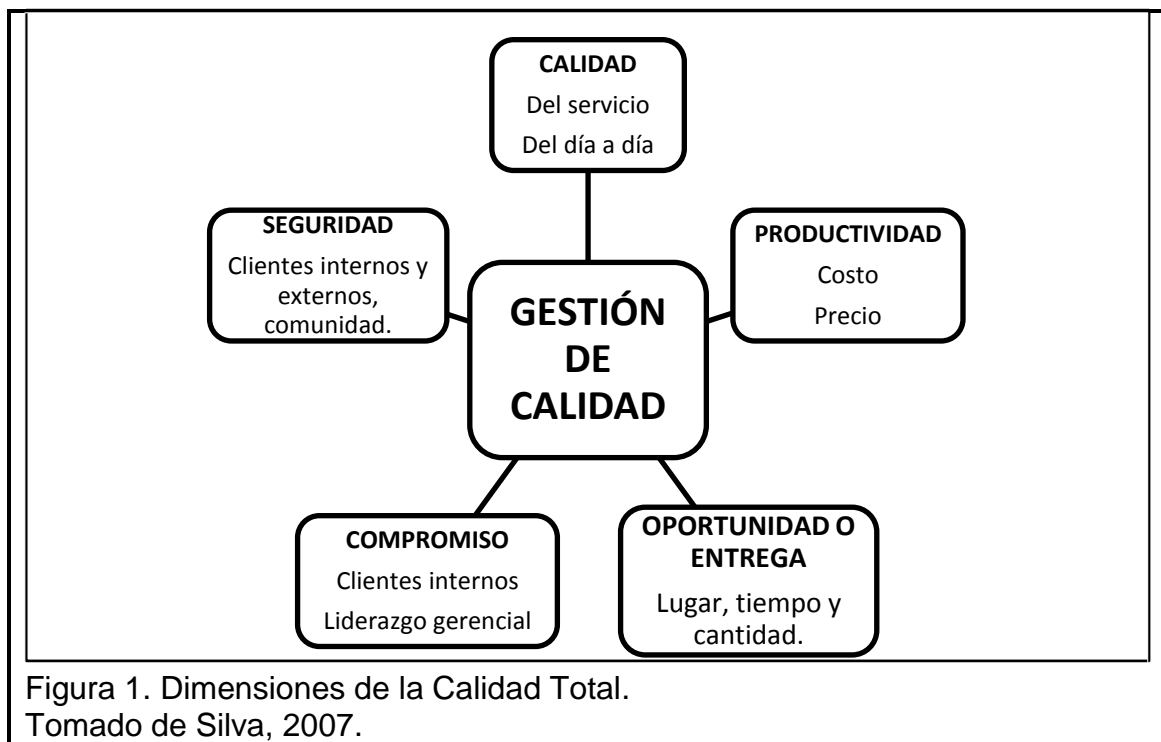 CALIDAD
Del servicio
Del día a día
SEGURIDAD
Clientes internos y
externos,
comunidad.
PRODUCTIVIDAD
Costo
Precio
GESTIÓN
DE
CALIDAD
COMPROMISO
Clientes internos
Liderazgo gerencial
OPORTUNIDAD O
ENTREGA
Lugar, tiempo y
cantidad.
Figura 1. Dimensiones de la Calidad Total.
Tomado de Silva, 2007.